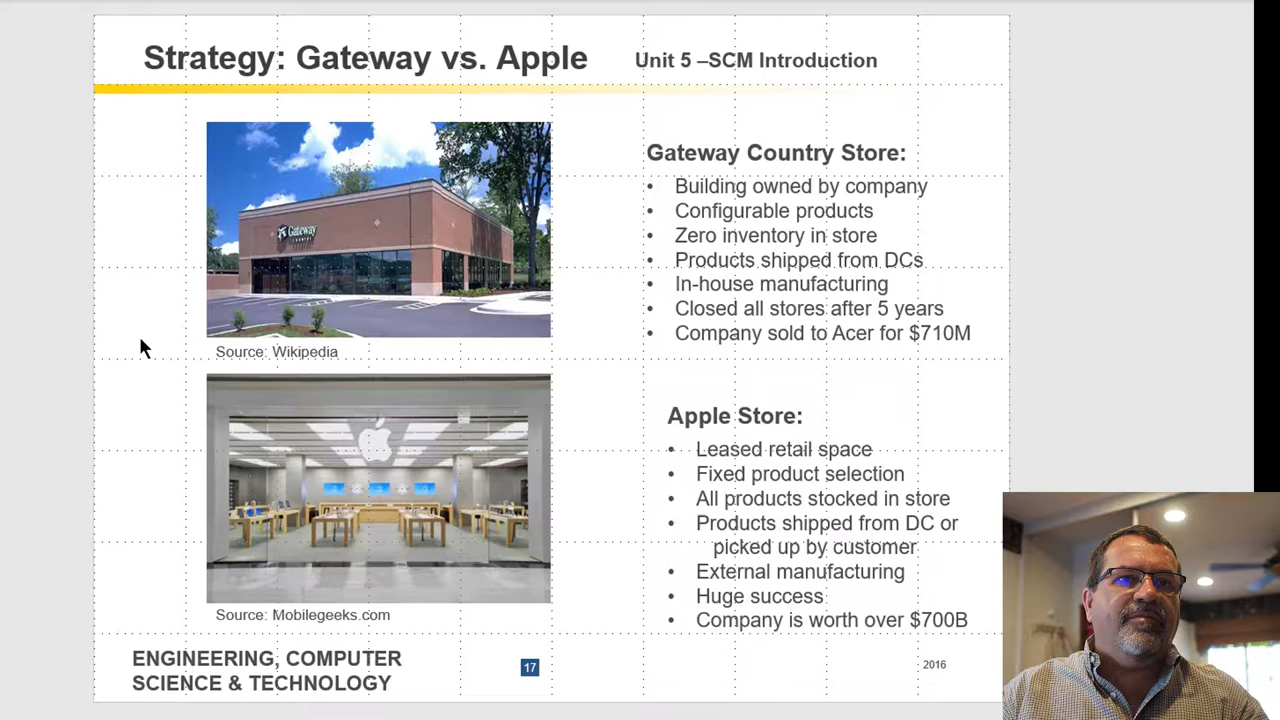 Strategy: Gateway vs. Apple
Unit 5 –SCM Introduction
Gateway
COUNTRY
Source: Wikipedia
Gateway Country Store:
• Building owned by company
• Configurable products
• Zero inventory in store
• Products shipped from DCs
• In-house manufacturing
• Closed all stores after 5 years
• Company sold to Acer for $710M
Source: Mobilegeeks.com
Apple Store:
• Leased retail space
• Fixed product selection
• All products stocked in store
• Products shipped from DC or
picked up by customer
• External manufacturing
• Huge success
• Company is worth over $700B
ENGINEERING, COMPUTER
SCIENCE & TECHNOLOGY
17
2016